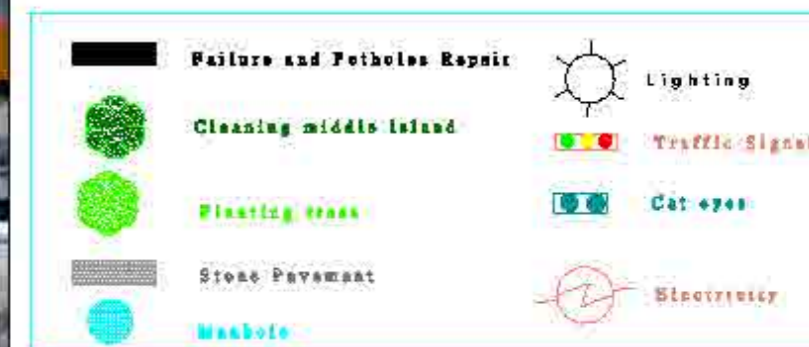 Failure and Potholes Repair
Cleaning middle island
Planting trees
Stone Pavement
Manhole
Lighting
Traffic Signal
Cat eyes
Electricity